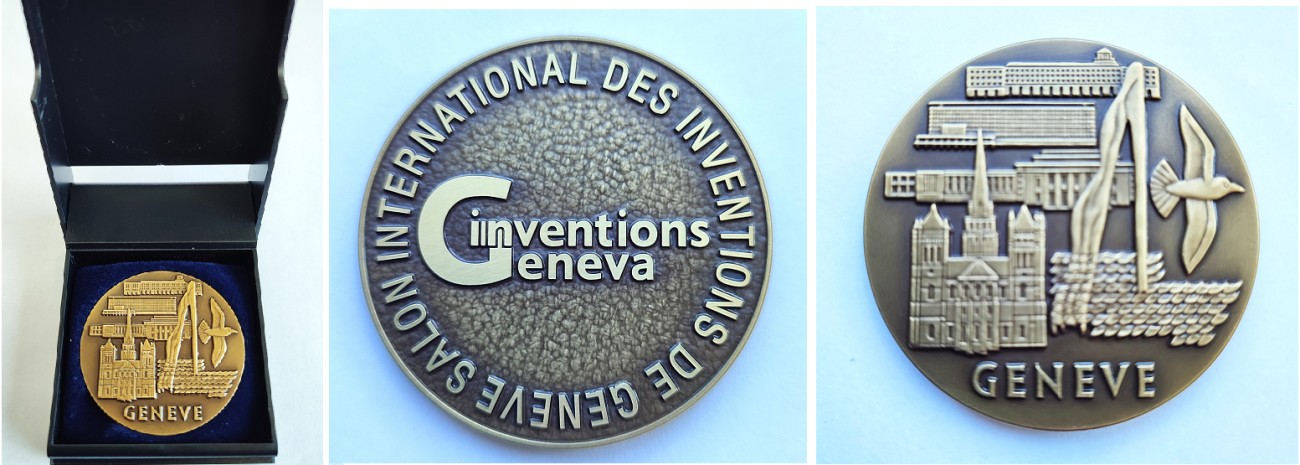 GENEVE
SALON INTERNATIONAL DES INVENTIONS DE GENEVE
inventions
Geneva
GENEVE